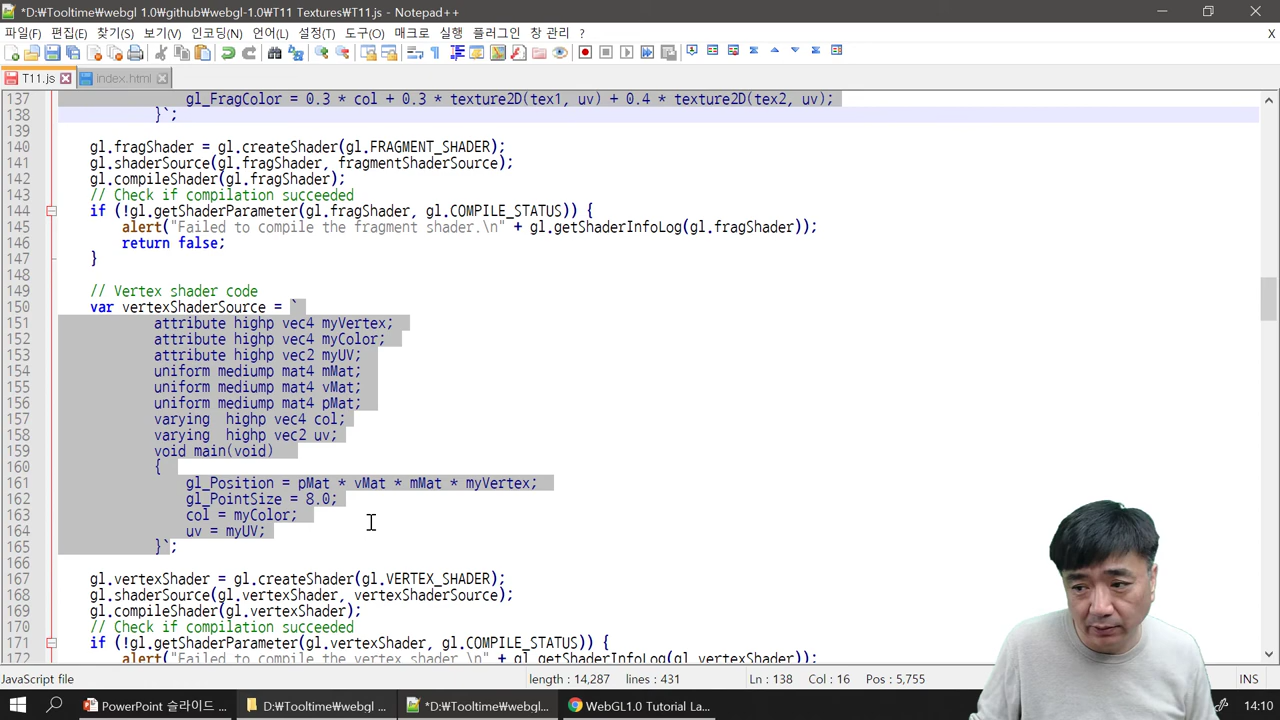 *D:\Tooltime\webgl 1.0\github\webgl-1.0\T11 Textures\T11.js - Notepad++
파일(F) 편집(E) 찾기(S) 보기(V) 인코딩(N) 언어(L) 설정(T) 도구(O) 매크로 실행 플러그인 창 관리 ? X
T11.js index.html
137 gl_FragColor = 0.3 * col + 0.3 * texture2D(tex1, uv) + 0.4 * texture2D(tex2, uv);
138 }`;
139
140 gl.fragShader = gl.createShader(gl.FRAGMENT_SHADER);
141 gl.shaderSource(gl.fragShader, fragmentShaderSource);
142 gl.compileShader(gl.fragShader);
143 // Check if compilation succeeded
144 if (!gl.getShaderParameter(gl.fragShader, gl.COMPILE_STATUS)) {
145 alert("Failed to compile the fragment shader.\n" + gl.getShaderInfoLog(gl.fragShader));
146 return false;
147 }
148
149 // Vertex shader code
150 var vertexShaderSource = `
151 attribute highp vec4 myVertex;
152 attribute highp vec4 myColor;
153 attribute highp vec2 myUV;
154 uniform mediump mat4 mMat;
155 uniform mediump mat4 vMat;
156 uniform mediump mat4 pMat;
157 varying  highp vec4 col;
158 varying  highp vec2 uv;
159 void main(void)
160 {
161 gl_Position = pMat * vMat * mMat * myVertex;
162 gl_PointSize = 8.0;
163 col = myColor;
164 uv = myUV;
165 }`;
166
167 gl.vertexShader = gl.createShader(gl.VERTEX_SHADER);
168 gl.shaderSource(gl.vertexShader, vertexShaderSource);
169 gl.compileShader(gl.vertexShader);
170 // Check if compilation succeeded
171 if (!gl.getShaderParameter(gl.vertexShader, gl.COMPILE_STATUS)) {
172 alert("Failed to compile the vertex shader.\n" + gl.getShaderInfoLog(gl.vertexShader));
JavaScript file length : 14,287 lines : 431 Ln : 138 Col : 16 Pos : 5,755 INS
PowerPoint 슬라이드 ... D:\Tooltime\webgl ... *D:\Tooltime\webgl... WebGL1.0 Tutorial La... 14:10